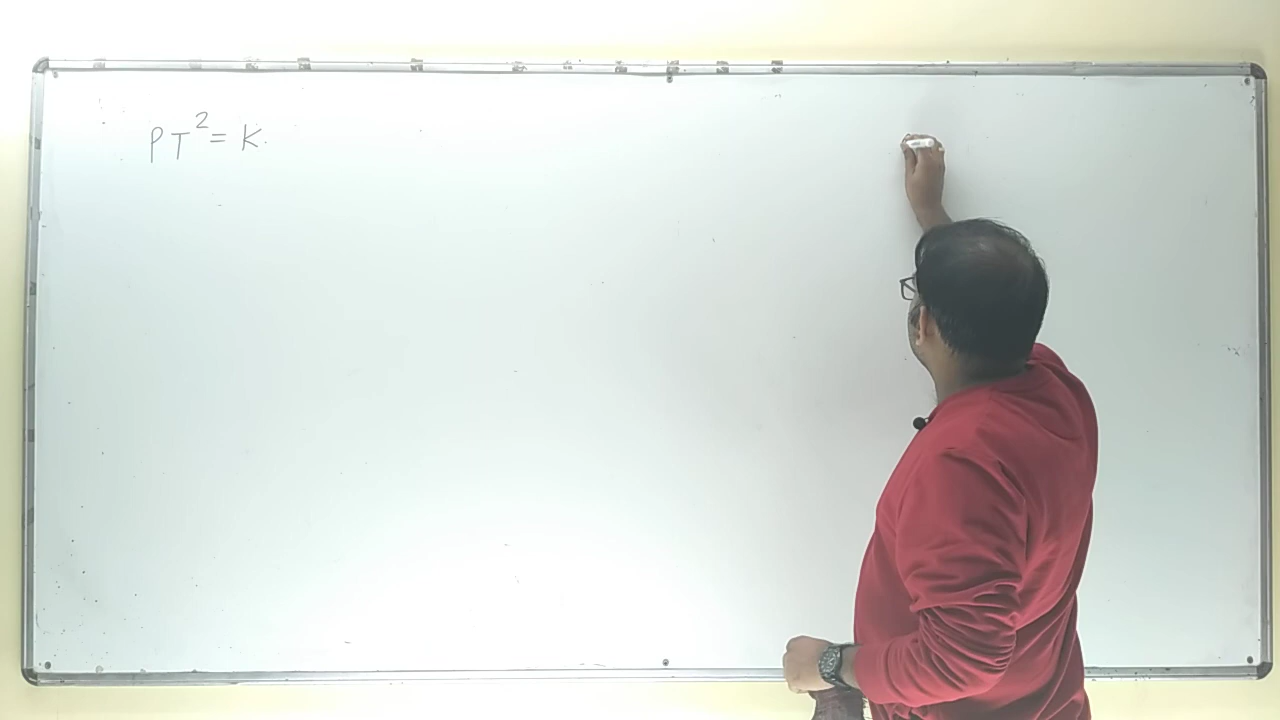 PT² = K.